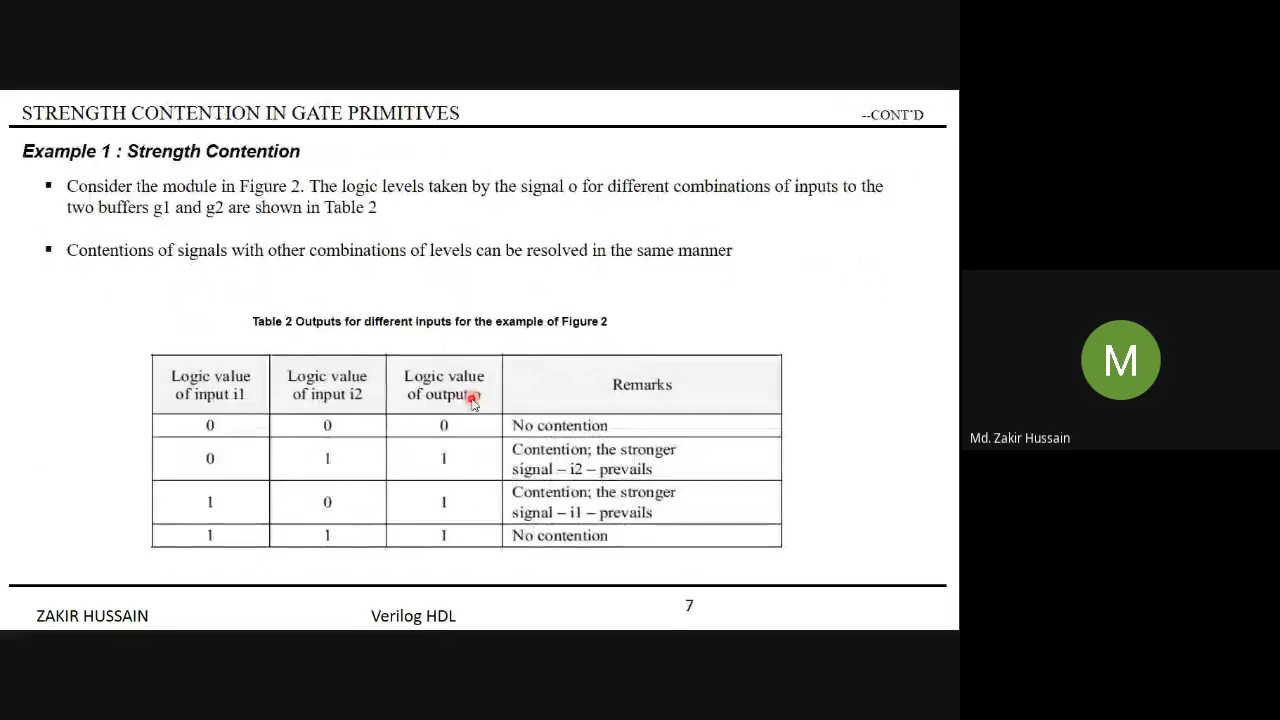 STRENGTH CONTENTION IN GATE PRIMITIVES
--CONT'D
Example 1 : Strength Contention
▪ Consider the module in Figure 2. The logic levels taken by the signal o for different combinations of inputs to the
two buffers g1 and g2 are shown in Table 2
▪ Contentions of signals with other combinations of levels can be resolved in the same manner
Table 2 Outputs for different inputs for the example of Figure 2
Logic value
of input i1
Logic value
of input i2
Logic value
of output o
Remarks
0 0 0 No contention
0 1 1 Contention; the stronger
signal – i2 – prevails
1 0 1 Contention; the stronger
signal – i1 – prevails
1 1 1 No contention
ZAKIR HUSSAIN
Verilog HDL
7
M
Md. Zakir Hussain